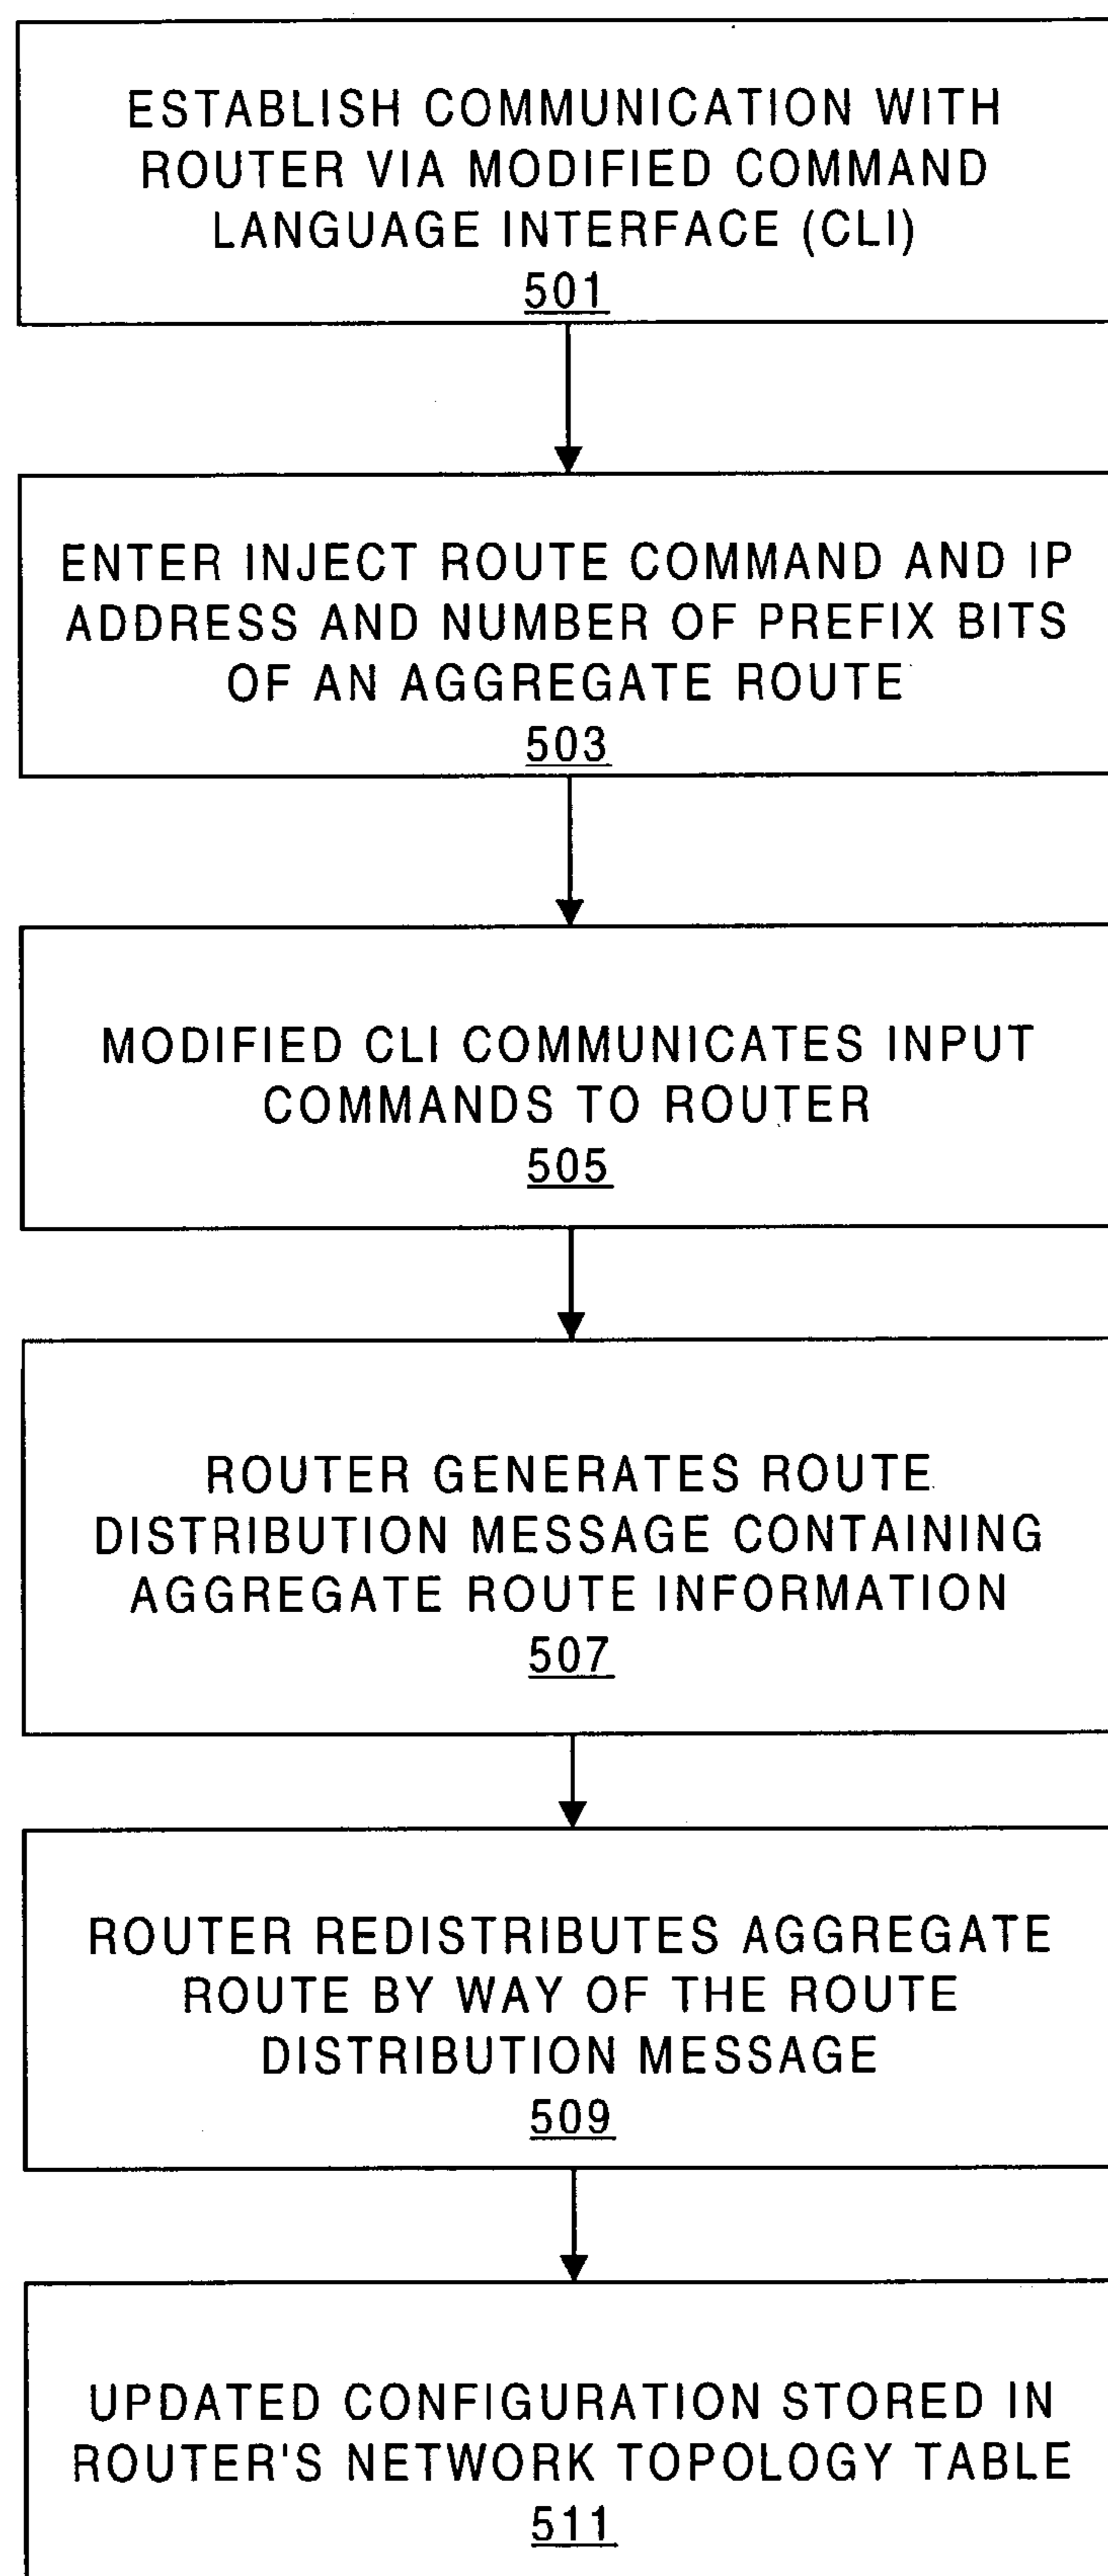 ESTABLISH COMMUNICATION WITH
ROUTER VIA MODIFIED COMMAND
LANGUAGE INTERFACE (CLI)
501
ENTER INJECT ROUTE COMMAND AND IP
ADDRESS AND NUMBER OF PREFIX BITS
OF AN AGGREGATE ROUTE
503
MODIFIED CLI COMMUNICATES INPUT
COMMANDS TO ROUTER
505
ROUTER GENERATES ROUTE
DISTRIBUTION MESSAGE CONTAINING
AGGREGATE ROUTE INFORMATION
507
ROUTER REDISTRIBUTES AGGREGATE
ROUTE BY WAY OF THE ROUTE
DISTRIBUTION MESSAGE
509
UPDATED CONFIGURATION STORED IN
ROUTER'S NETWORK TOPOLOGY TABLE
511